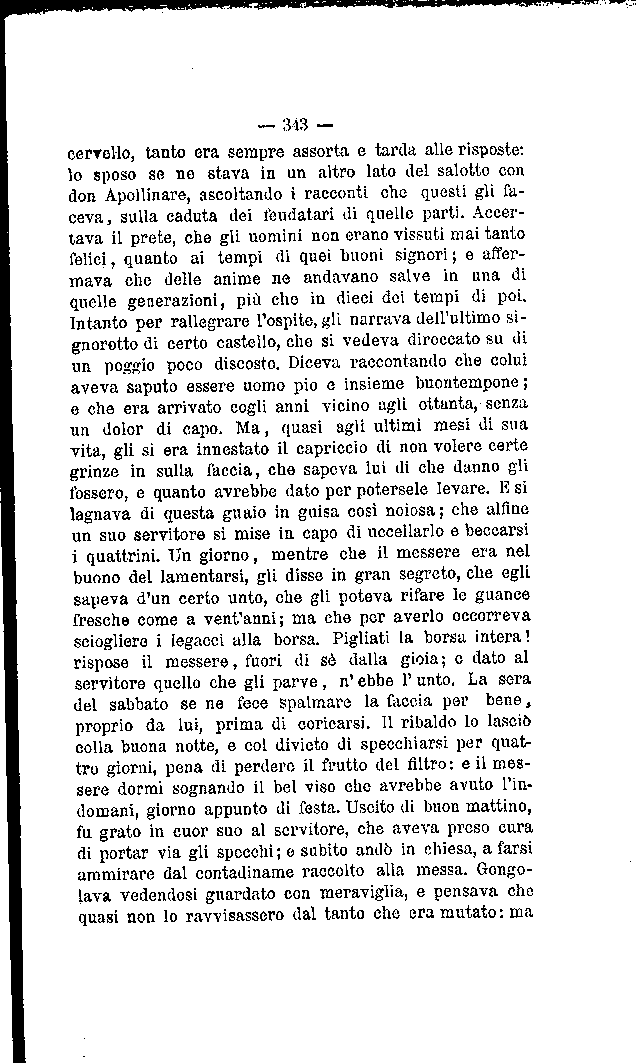 — 343 —
cervello, tanto era sempre assorta e tarda alle risposte:
lo sposo se ne stava in un altro lato del salotto con
don Apollinare, ascoltando i racconti che questi gli fa-
ceva, sulla caduta dei feudatari di quelle parti. Accer-
tava il prete, che gli uomini non erano vissuti mai tanto
felici, quanto ai tempi di quei buoni signori; e affer-
mava che delle anime ne andavano salve in una di
quelle generazioni, più che in dieci dei tempi di poi.
Intanto per rallegrare l'ospite, gli narrava dell'ultimo si-
gnorotto di certo castello, che si vedeva diroccato su di
un poggio poco discosto. Diceva raccontando che colui
aveva saputo essere uomo pio e insieme buontempone;
e che era arrivato cogli anni vicino agli ottanta, senza
un dolor di capo. Ma, quasi agli ultimi mesi di sua
vita, gli si era innestato il capriccio di non volere certe
grinze in sulla faccia, che sapeva lui di che danno gli
fossero, e quanto avrebbe dato per potersele levare. E si
lagnava di questa guaio in guisa così noiosa; che alfine
un suo servitore si mise in capo di uccellarlo e beccarsi
i quattrini. Un giorno, mentre che il messere era nel
buono del lamentarsi, gli disse in gran segreto, che egli
sapeva d'un certo unto, che gli poteva rifare le guance
fresche come a vent'anni; ma che per averlo occorreva
sciogliere i legacci alla borsa. Pigliati la borsa intera!
rispose il messere, fuori di sè dalla gioia; e dato al
servitore quello che gli parve, n'ebbe l'unto. La sera
del sabbato se ne fece spalmare la faccia per bene,
proprio da lui, prima di coricarsi. Il ribaldo lo lasciò
colla buona notte, e col divieto di specchiarsi per quat-
tro giorni, pena di perdere il frutto del filtro: e il mes-
sere dormì sognando il bel viso che avrebbe avuto l'in-
domani, giorno appunto di festa. Uscito di buon mattino,
fu grato in cuor suo al servitore, che aveva preso cura
di portar via gli specchi; e subito andò in chiesa, a farsi
ammirare dal contadiname raccolto alla messa. Gongo-
lava vedendosi guardato con meraviglia, e pensava che
quasi non lo ravvisassero dal tanto che era mutato: ma